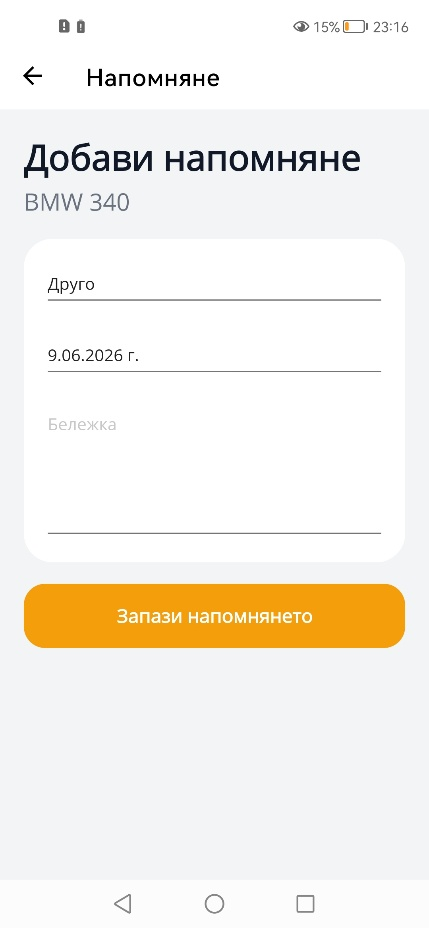 15% 23:16
Напомняне
Добави напомняне
BMW 340
Друго
9.06.2026 г.
Бележка
Запази напомнянето